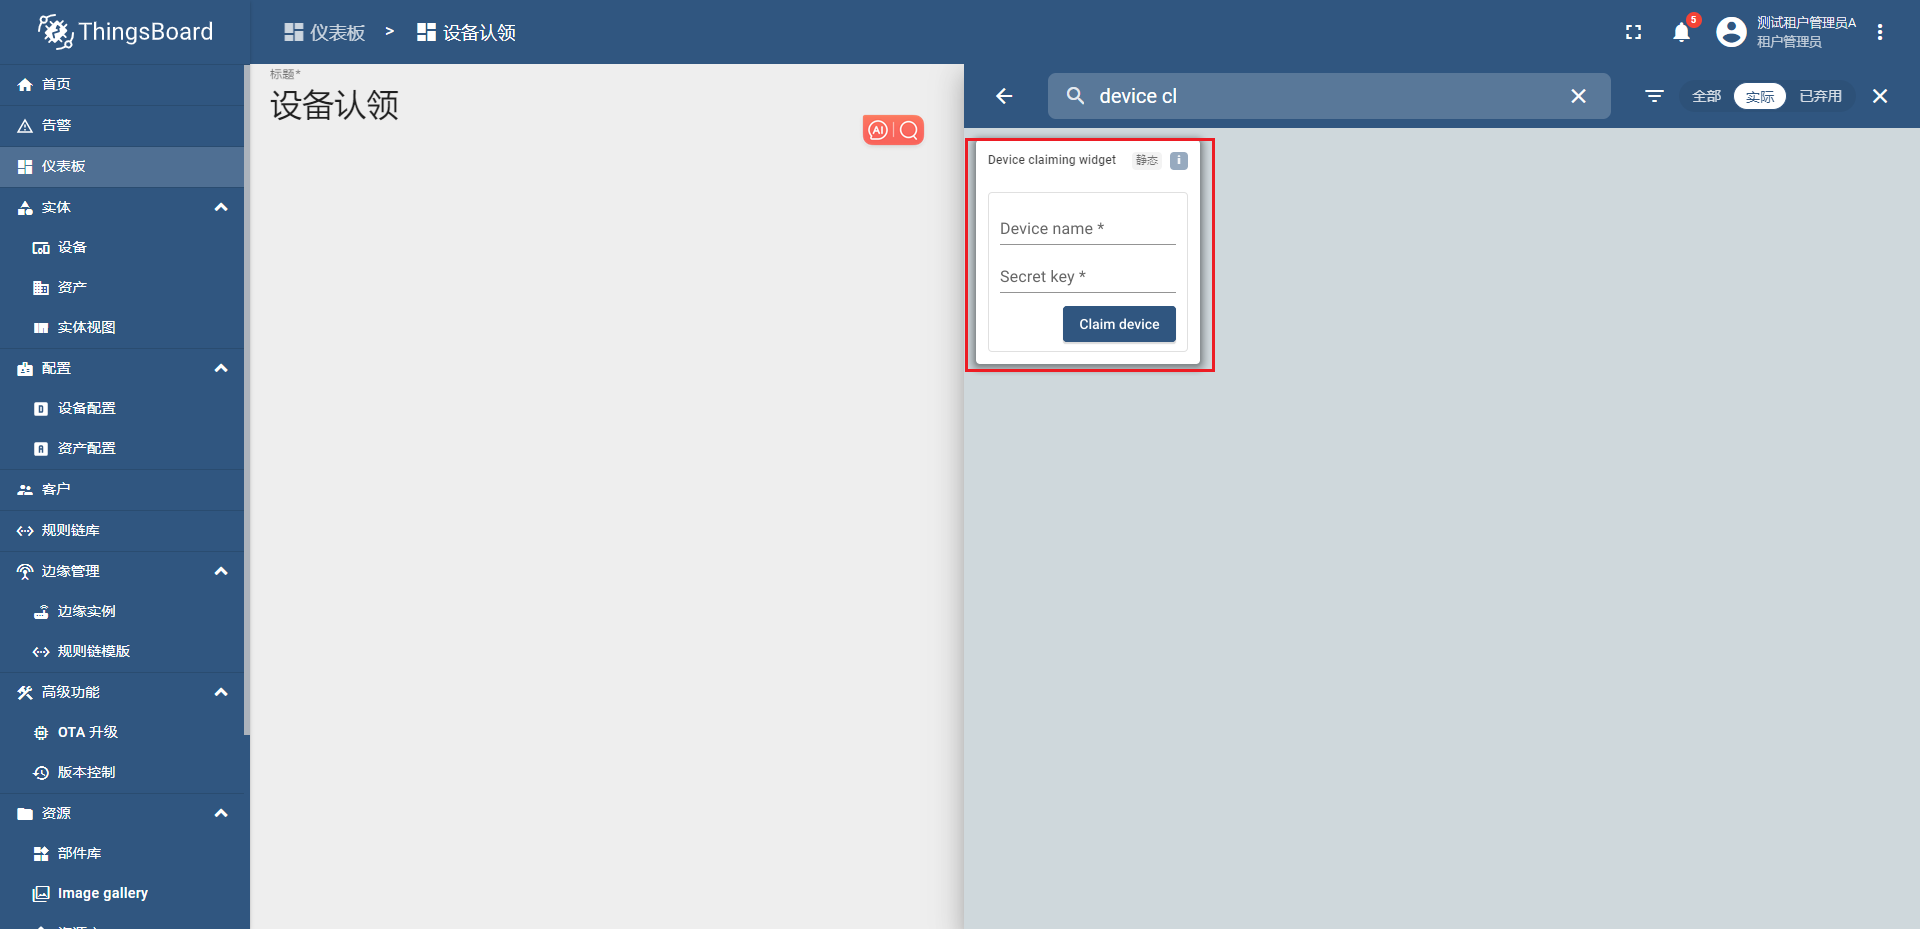 ThingsBoard
仪表板 > 设备认领
5
测试租户管理员A
租户管理员
首页
告警
仪表板
实体
设备
资产
实体视图
配置
设备配置
资产配置
客户
规则链库
边缘管理
边缘实例
规则链模版
高级功能
OTA 升级
版本控制
资源
部件库
Image gallery
标题*
设备认领
AI
device cl
全部
实际
已弃用
Device claiming widget
静态
i
Device name *
Secret key *
Claim device